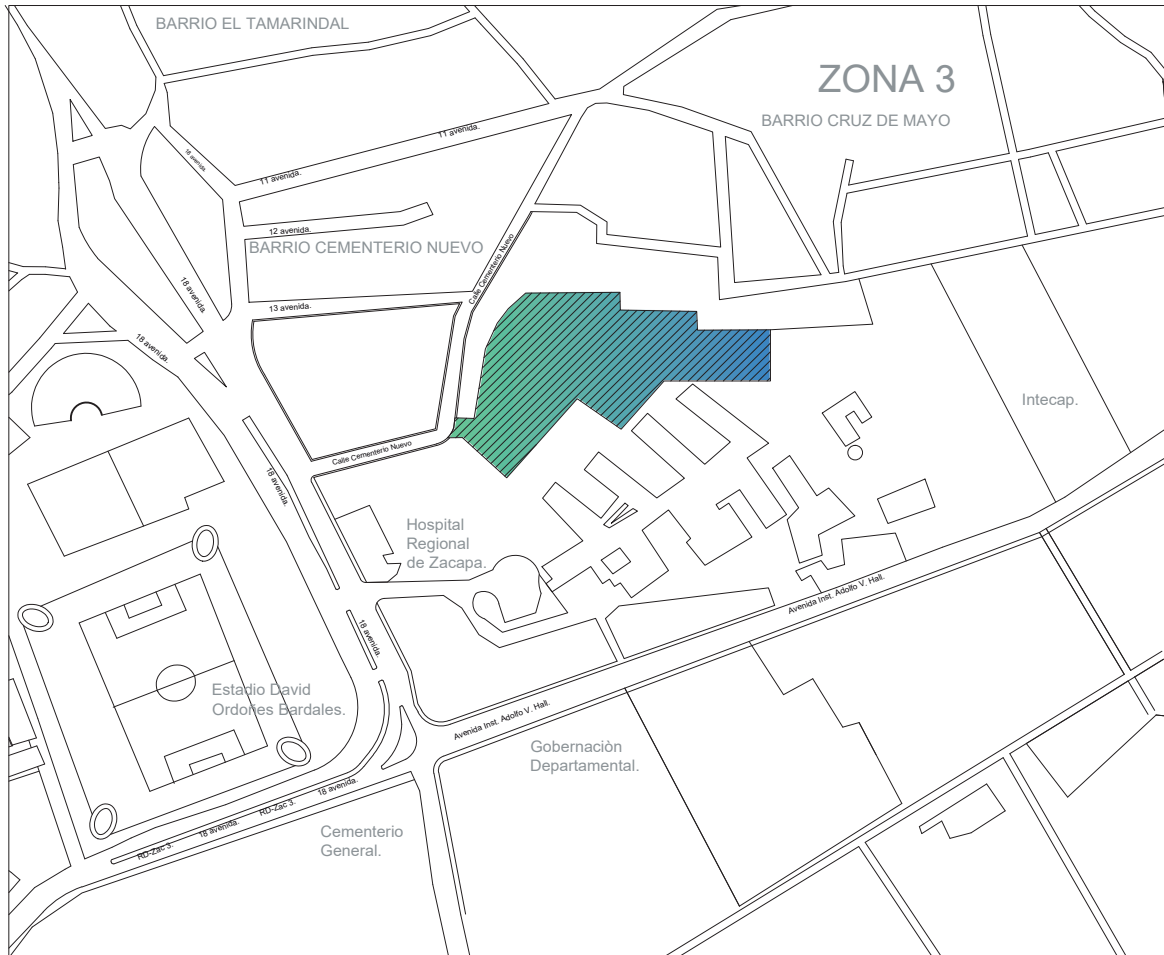 BARRIO EL TAMARINDAL
ZONA 3
BARRIO CRUZ DE MAYO
11 avenida.
18 avenida.
11 avenida.
12 avenida.
BARRIO CEMENTERIO NUEVO
Calle Cementerio Nuevo
18 avenida.
13 avenida.
18 avenida.
Intecap.
Calle Cementerio Nuevo
18 avenida.
Hospital
Regional
de Zacapa.
Avenida Inst. Adolfo V. Hall.
18 avenida
Estadio David
Ordoñes Bardales.
Avenida Inst. Adolfo V. Hall.
Gobernaciòn
Departamental.
18 avenida.
RD-Zac 3.
18 avenida.
RD-Zac 3.
Cementerio
General.